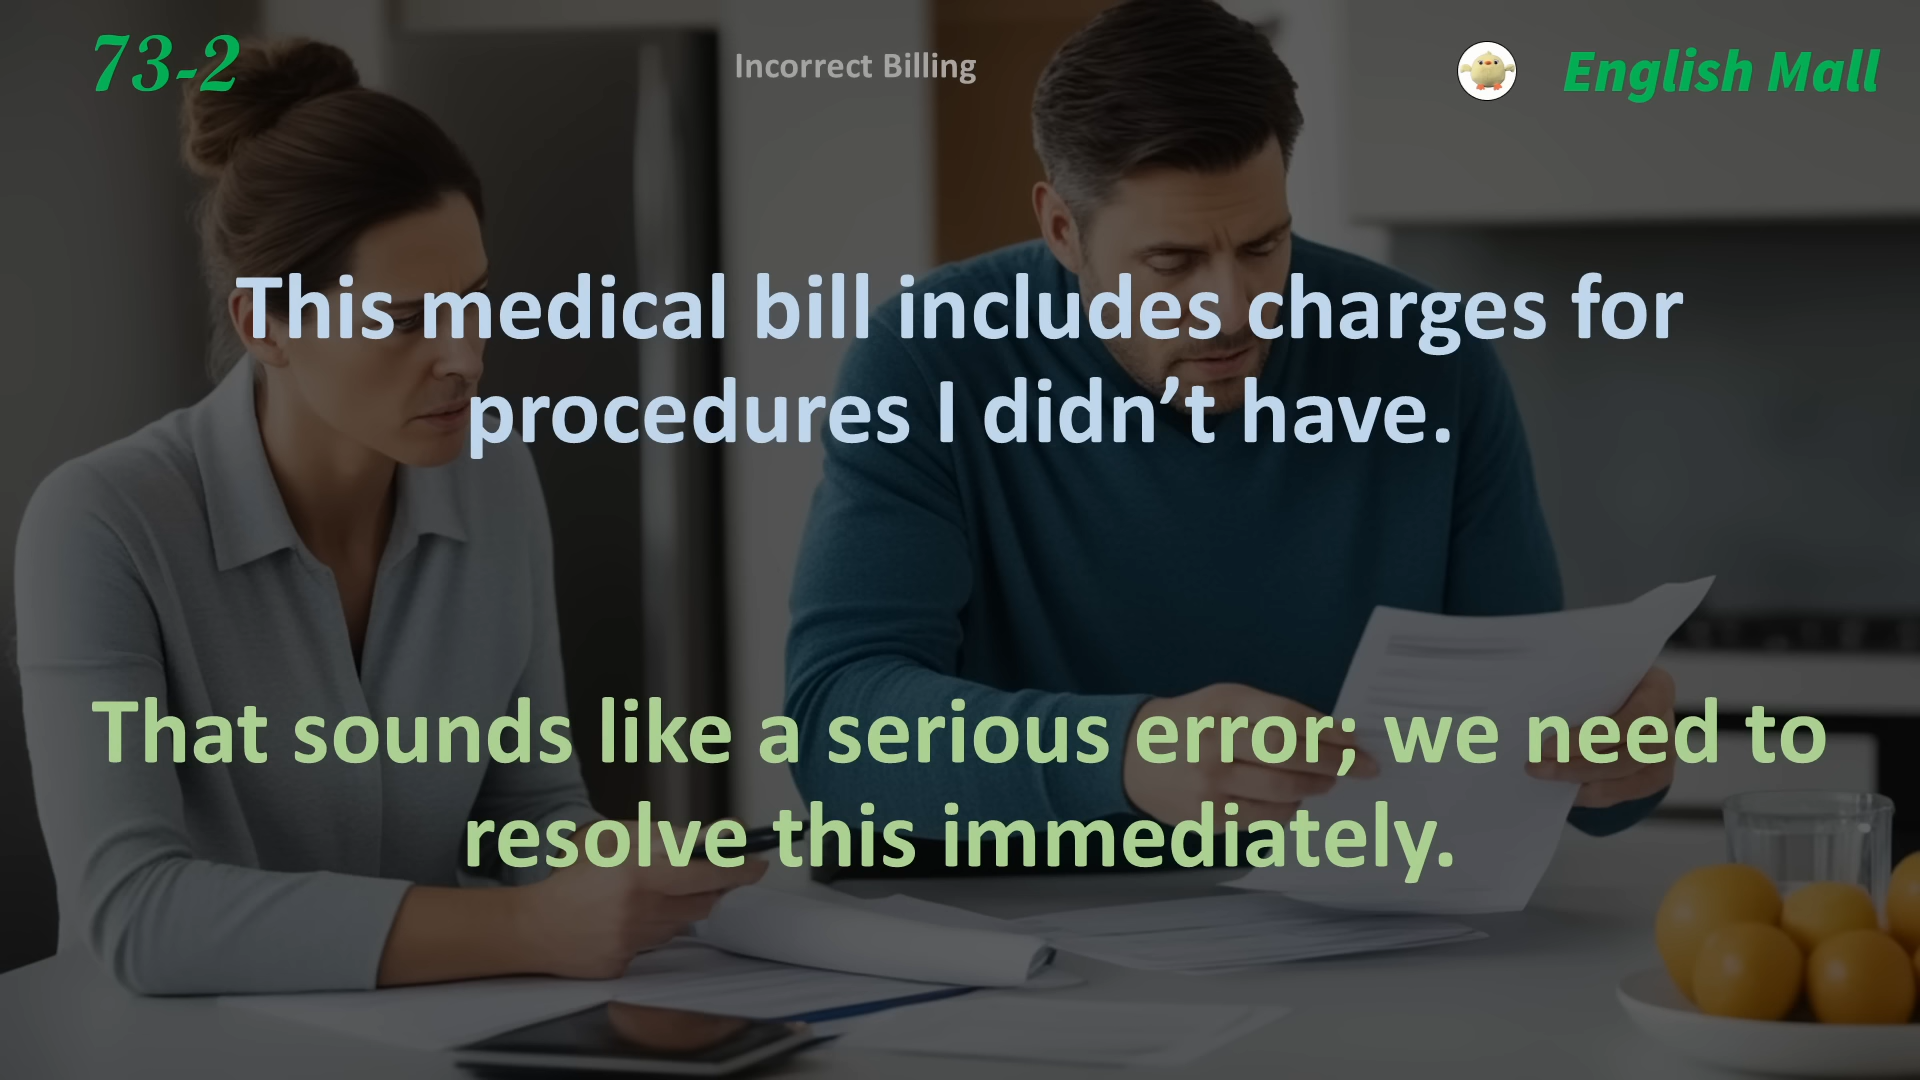 73-2
Incorrect Billing
English Mall
This medical bill includes charges for
procedures I didn’t have.
That sounds like a serious error; we need to
resolve this immediately.